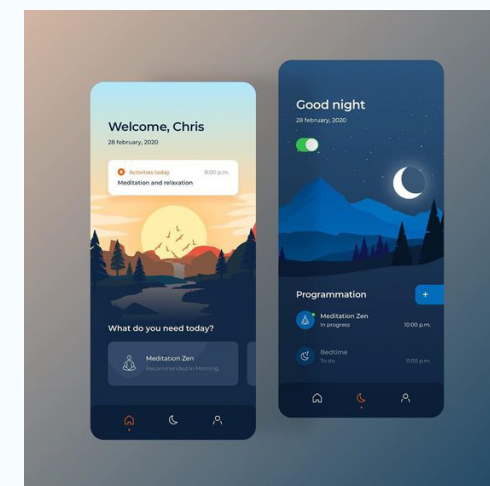 Welcome, Chris
28 february, 2020
Activities today 8:00 p.m.
Meditation and relaxation
What do you need today?
Meditation Zen
Recommended in Morning
Good night
28 february, 2020
Programmation
+
Meditation Zen
In progress 10:00 p.m.
Bedtime
To do 11:00 p.m.